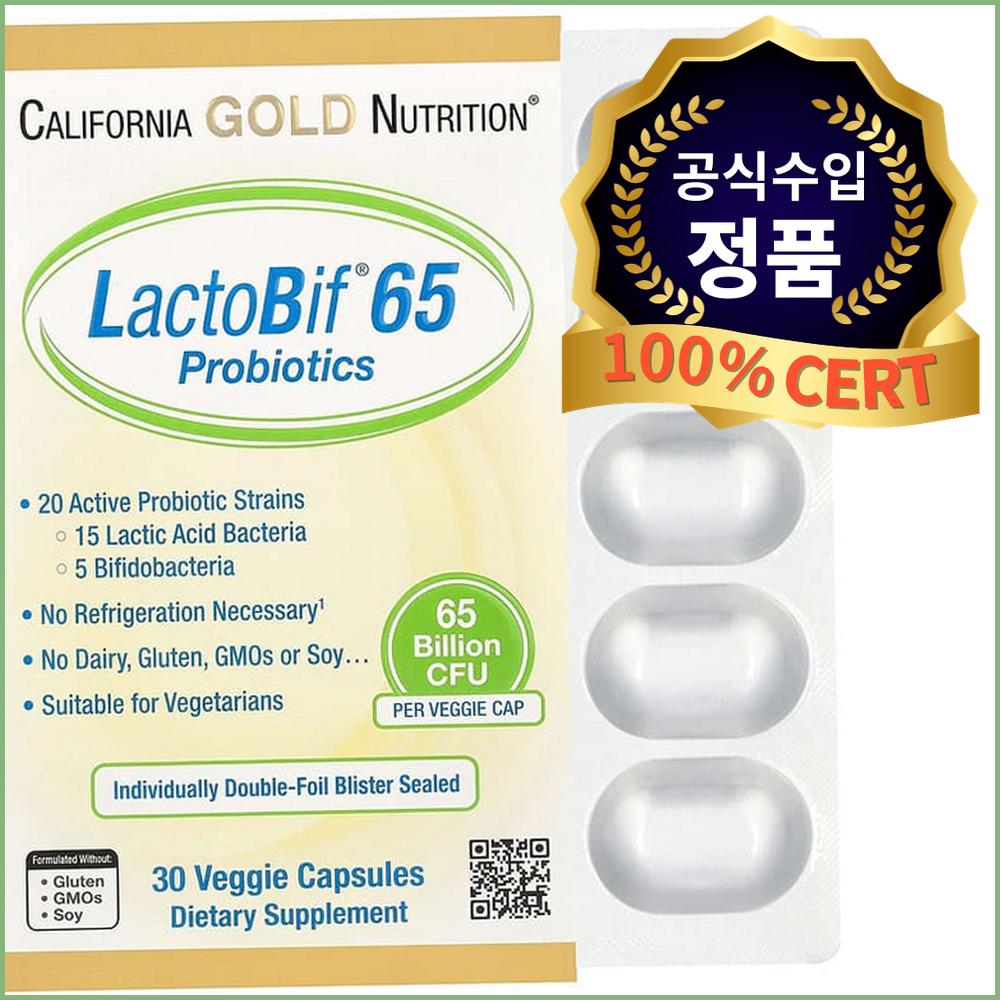 CALIFORNIA GOLD NUTRITION®
LactoBif® 65
Probiotics
• 20 Active Probiotic Strains
○ 15 Lactic Acid Bacteria
○ 5 Bifidobacteria
• No Refrigeration Necessary¹
• No Dairy, Gluten, GMOs or Soy...
• Suitable for Vegetarians
65
Billion
CFU
PER VEGGIE CAP
Individually Double-Foil Blister Sealed
Formulated Without:
• Gluten
• GMOs
• Soy
30 Veggie Capsules
Dietary Supplement
공식수입
정품
100% CERT